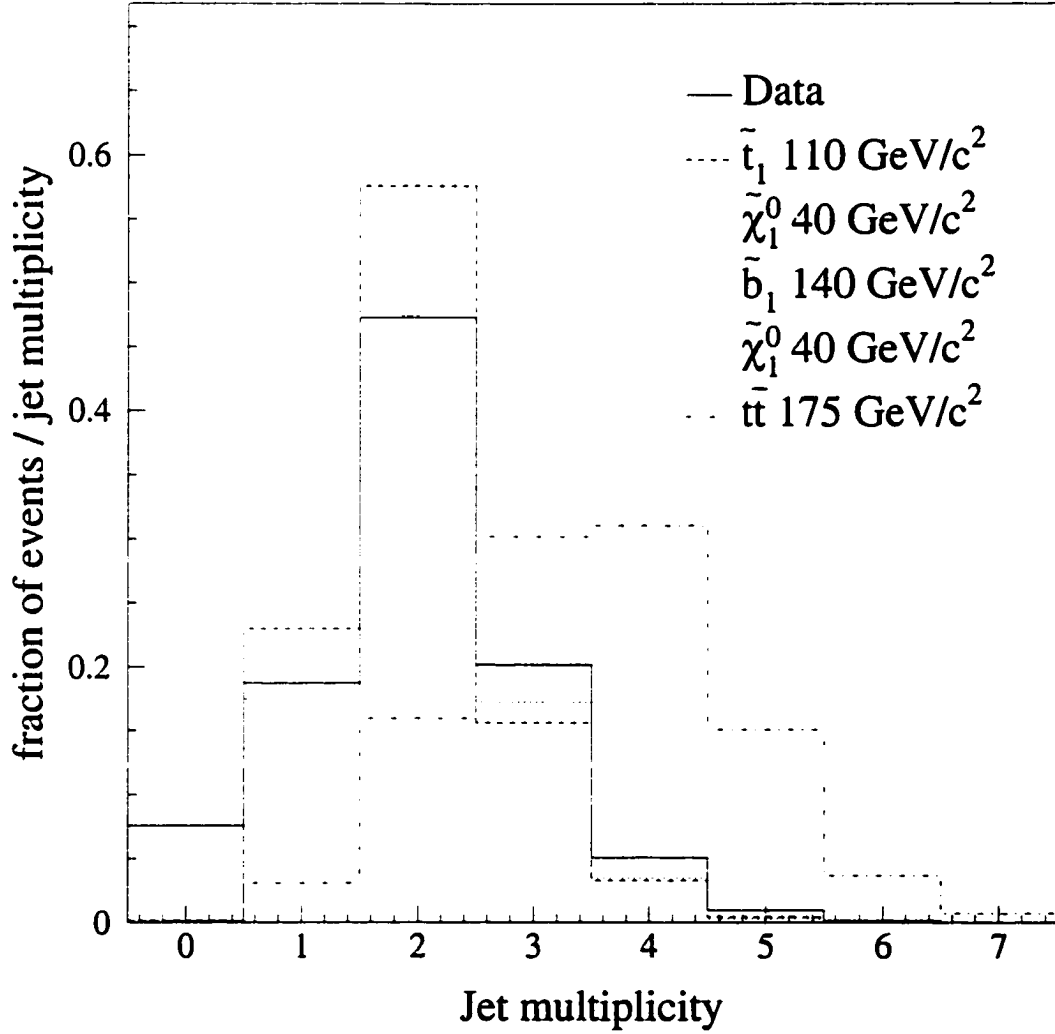 Data
t̃₁ 110 GeV/c²
χ̃₁⁰ 40 GeV/c²
b̃₁ 140 GeV/c²
χ̃₁⁰ 40 GeV/c²
tt̄ 175 GeV/c²
fraction of events / jet multiplicity
0.6
0.4
0.2
0
0 1 2 3 4 5 6 7
Jet multiplicity